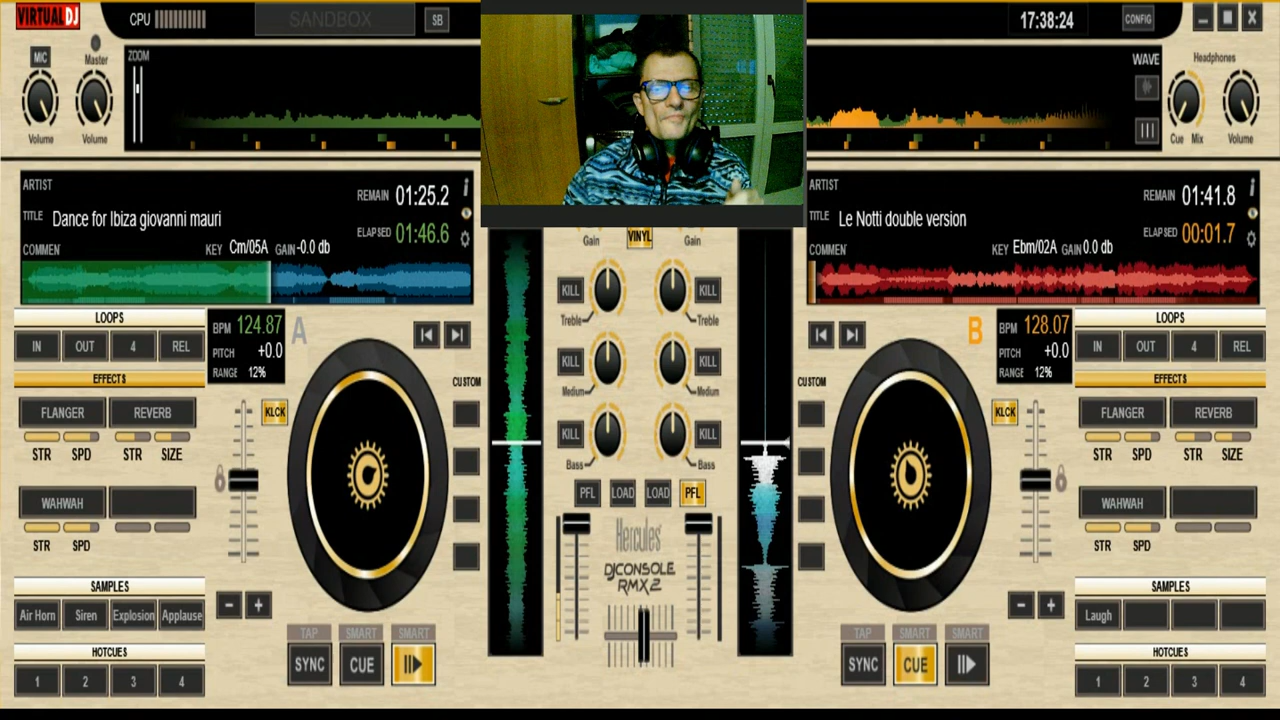 VIRTUAL DJ
CPU
SANDBOX
SB
17:38:24
CONFIG
MIC
Master
Volume
Volume
ZOOM
WAVE
Headphones
Cue Mix
Volume
ARTIST
TITLE Dance for Ibiza giovanni mauri
COMMEN
REMAIN 01:25.2
ELAPSED 01:46.6
KEY Cm/05A GAIN -0.0 db
ARTIST
TITLE Le Notti double version
COMMEN
REMAIN 01:41.8
ELAPSED 00:01.7
KEY Ebm/02A GAIN 0.0 db
LOOPS
IN OUT 4 REL
EFFECTS
FLANGER REVERB
STR SPD STR SIZE
WAHWAH
STR SPD
SAMPLES
Air Horn Siren Explosion Applause
HOTCUES
1 2 3 4
BPM 124.87
PITCH +0.0
RANGE 12%
A
KLCK
CUSTOM
TAP SMART SMART
SYNC CUE
Gain VINYL Gain
KILL KILL
Treble Treble
KILL KILL
Medium Medium
KILL KILL
Bass Bass
PFL LOAD LOAD PFL
Hercules
DJCONSOLE
RMX2
CUSTOM
B
BPM 128.07
PITCH +0.0
RANGE 12%
KLCK
TAP SMART SMART
SYNC CUE
LOOPS
IN OUT 4 REL
EFFECTS
FLANGER REVERB
STR SPD STR SIZE
WAHWAH
STR SPD
SAMPLES
Laugh
HOTCUES
1 2 3 4